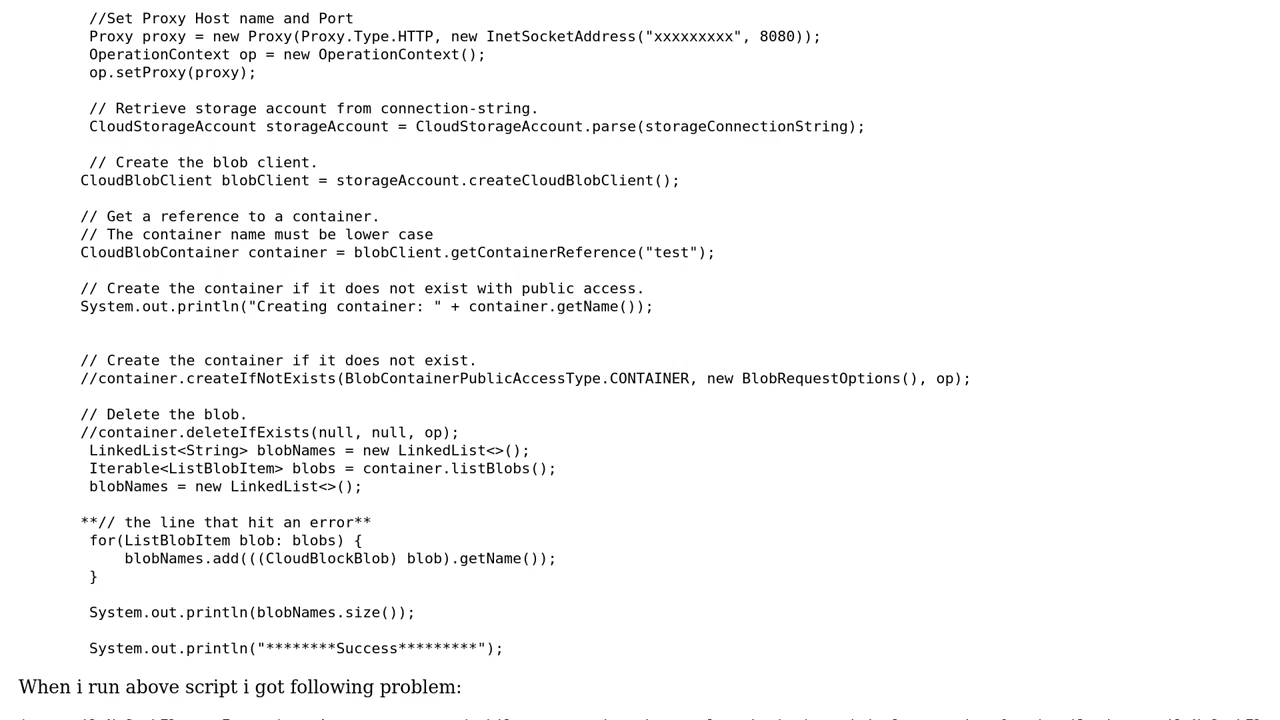 //Set Proxy Host name and Port
Proxy proxy = new Proxy(Proxy.Type.HTTP, new InetSocketAddress("xxxxxxxxx", 8080));
OperationContext op = new OperationContext();
op.setProxy(proxy);
// Retrieve storage account from connection-string.
CloudStorageAccount storageAccount = CloudStorageAccount.parse(storageConnectionString);
// Create the blob client.
CloudBlobClient blobClient = storageAccount.createCloudBlobClient();
// Get a reference to a container.
// The container name must be lower case
CloudBlobContainer container = blobClient.getContainerReference("test");
// Create the container if it does not exist with public access.
System.out.println("Creating container: " + container.getName());
// Create the container if it does not exist.
//container.createIfNotExists(BlobContainerPublicAccessType.CONTAINER, new BlobRequestOptions(), op);
// Delete the blob.
//container.deleteIfExists(null, null, op);
LinkedList<String> blobNames = new LinkedList<>();
Iterable<ListBlobItem> blobs = container.listBlobs();
blobNames = new LinkedList<>();
**// the line that hit an error**
for(ListBlobItem blob: blobs) {
blobNames.add(((CloudBlockBlob) blob).getName());
}
System.out.println(blobNames.size());
System.out.println("********Success*********");
When i run above script i got following problem: